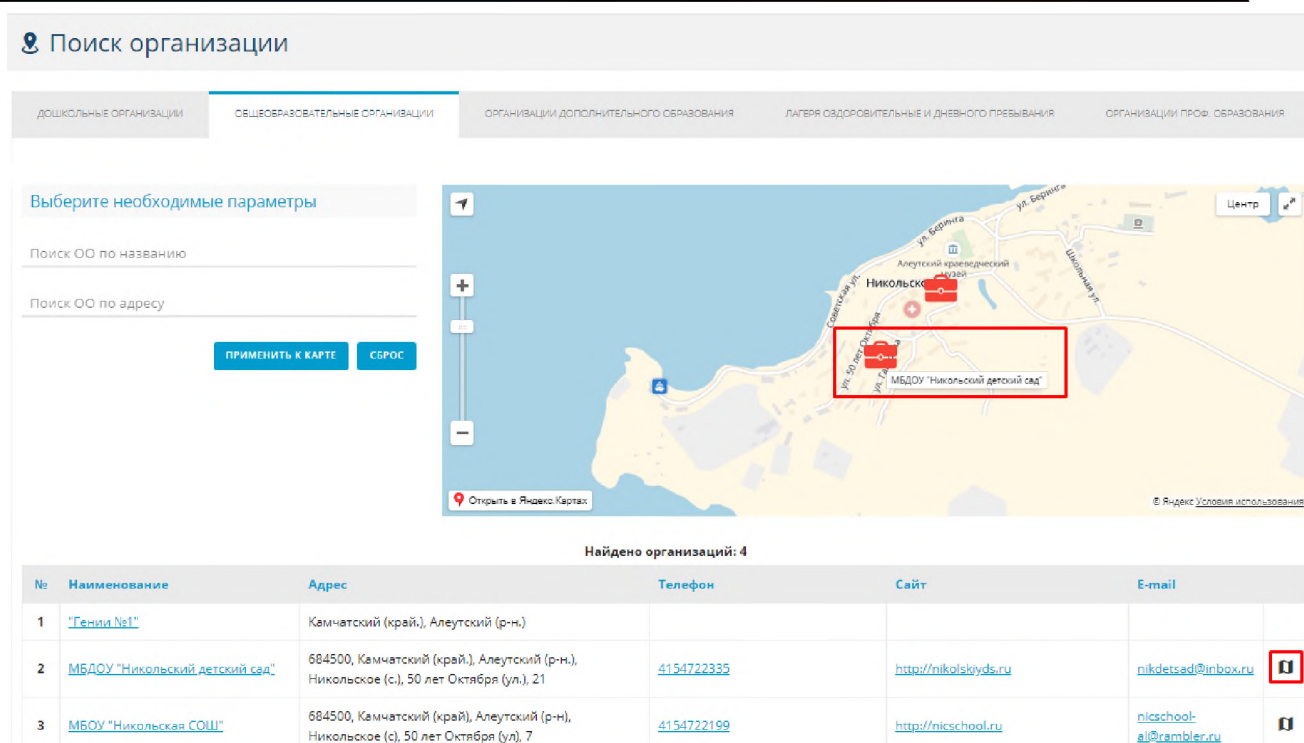 Поиск организации
ДОШКОЛЬНЫЕ ОРГАНИЗАЦИИ
ОБЩЕОБРАЗОВАТЕЛЬНЫЕ ОРГАНИЗАЦИИ
ОРГАНИЗАЦИИ ДОПОЛНИТЕЛЬНОГО ОБРАЗОВАНИЯ
ЛАГЕРЯ ОЗДОРОВИТЕЛЬНЫЕ И ДНЕВНОГО ПРЕБЫВАНИЯ
ОРГАНИЗАЦИИ ПРОФ. ОБРАЗОВАНИЯ
Выберите необходимые параметры
Поиск ОО по названию
Поиск ОО по адресу
ПРИМЕНИТЬ К КАРТЕ
СБРОС
Центр
ул. Беринга
ул. Беринга
Алеутский краеведческий
музей
Школьная ул.
Советская ул.
ул. 50 лет Октября
МБДОУ "Никольский детский сад"
Открыть в Яндекс.Картах
© Яндекс Условия использования
Найдено организаций: 4
№ Наименование Адрес Телефон Сайт E-mail
1 "Гении №1" Камчатский (край.), Алеутский (р-н.)
2 МБДОУ "Никольский детский сад" 684500, Камчатский (край.), Алеутский (р-н.),
Никольское (с.), 50 лет Октября (ул.), 21
4154722335 http://nikolskiyds.ru nikdetsad@inbox.ru
3 МБОУ "Никольская СОШ" 684500, Камчатский (край), Алеутский (р-н),
Никольское (с), 50 лет Октября (ул), 7
4154722199 http://nicschool.ru nicschool-
al@rambler.ru